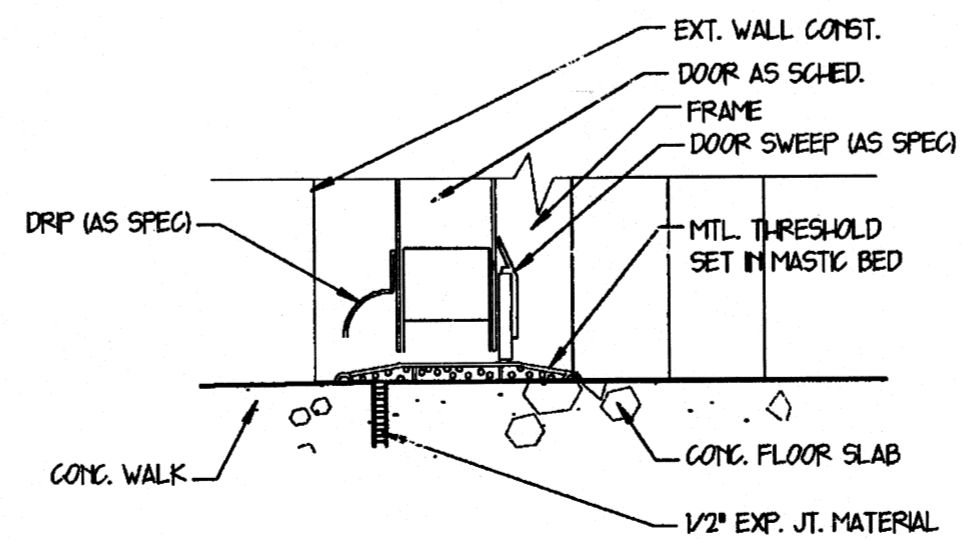 EXT. WALL CONST.
DOOR AS SCHED.
FRAME
DOOR SWEEP (AS SPEC)
DRIP (AS SPEC)
MTL. THRESHOLD
SET IN MASTIC BED
CONC. WALK
CONC. FLOOR SLAB
1/2" EXP. JT. MATERIAL